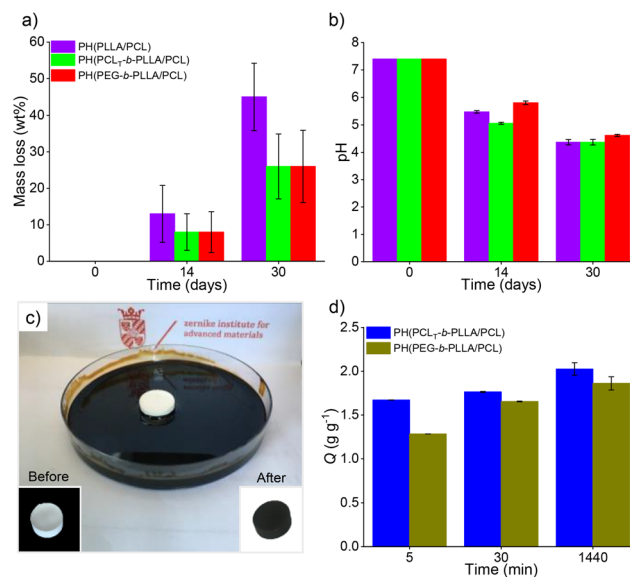 a)
60
50
40
30
20
10
0
Mass loss (wt%)
PH(PLLA/PCL)
PH(PCLT-b-PLLA/PCL)
PH(PEG-b-PLLA/PCL)
0 14 30
Time (days)
b)
8
7
6
5
4
3
2
1
0
pH
0 14 30
Time (days)
c)
zernike institute for
advanced materials
Before
After
d)
2.5
2.0
1.5
1.0
0.5
0.0
Q (g g-1)
PH(PCLT-b-PLLA/PCL)
PH(PEG-b-PLLA/PCL)
5 30 1440
Time (min)